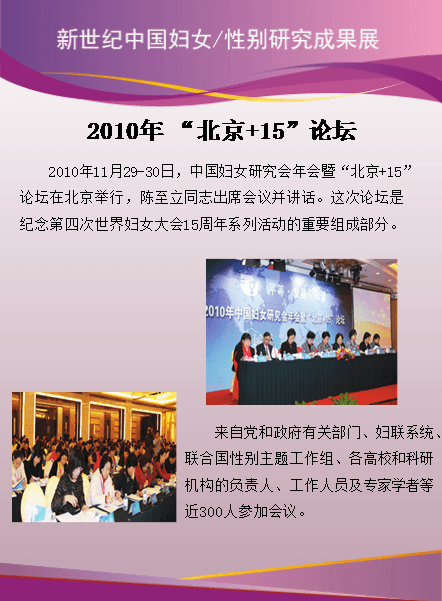 新世纪中国妇女/性别研究成果展
2010年 “北京+15”论坛
2010年11月29-30日，中国妇女研究会年会暨“北京+15”
论坛在北京举行，陈至立同志出席会议并讲话。这次论坛是
纪念第四次世界妇女大会15周年系列活动的重要组成部分。
2010年中国妇女研究会年会暨“北京+15”论坛
来自党和政府有关部门、妇联系统、
联合国性别主题工作组、各高校和科研
机构的负责人、工作人员及专家学者等
近300人参加会议。